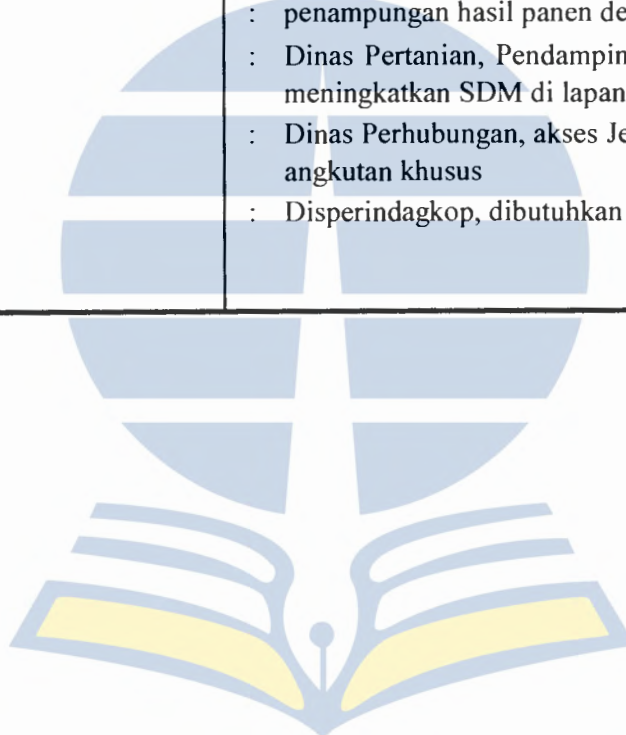 : penampungan hasil panen de
: Dinas Pertanian, Pendampin
meningkatkan SDM di lapan
: Dinas Perhubungan, akses Je
angkutan khusus
: Disperindagkop, dibutuhkan